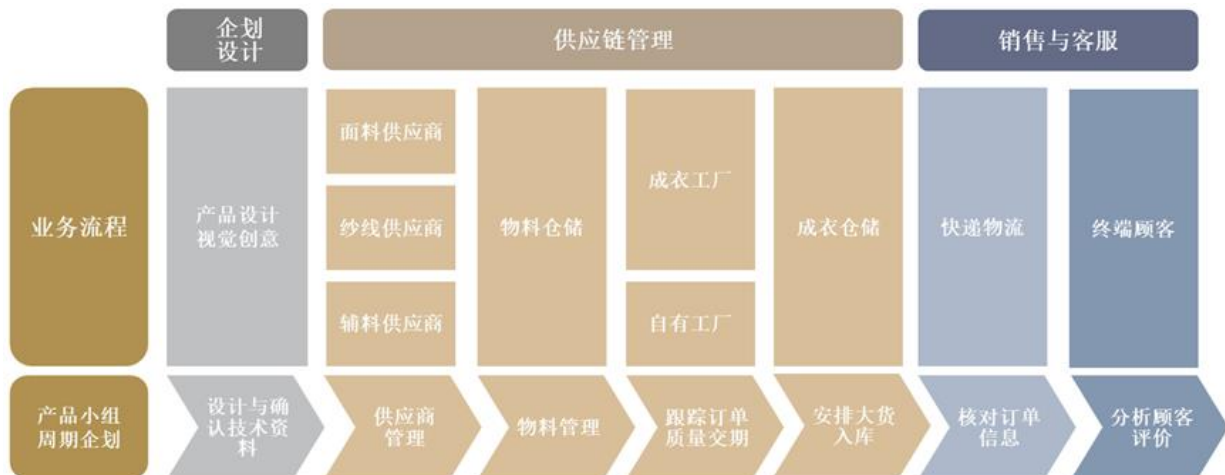 企划
设计
供应链管理
销售与客服
业务流程
产品设计
视觉创意
面料供应商
纱线供应商
辅料供应商
物料仓储
成衣工厂
自有工厂
成衣仓储
快递物流
终端顾客
产品小组
周期企划
设计与确
认技术资
料
供应商
管理
物料管理
跟踪订单
质量交期
安排大货
入库
核对订单
信息
分析顾客
评价